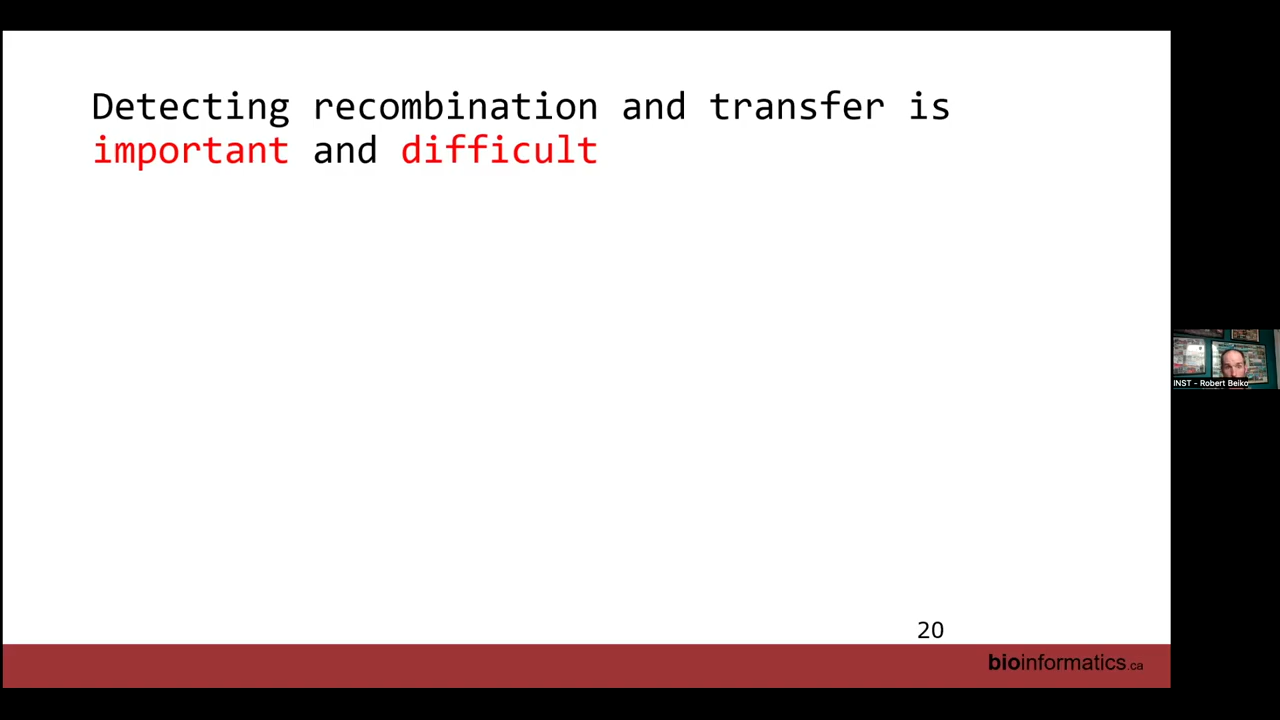 Detecting recombination and transfer is
important and difficult
INST - Robert Beiko
20
bioinformatics.ca